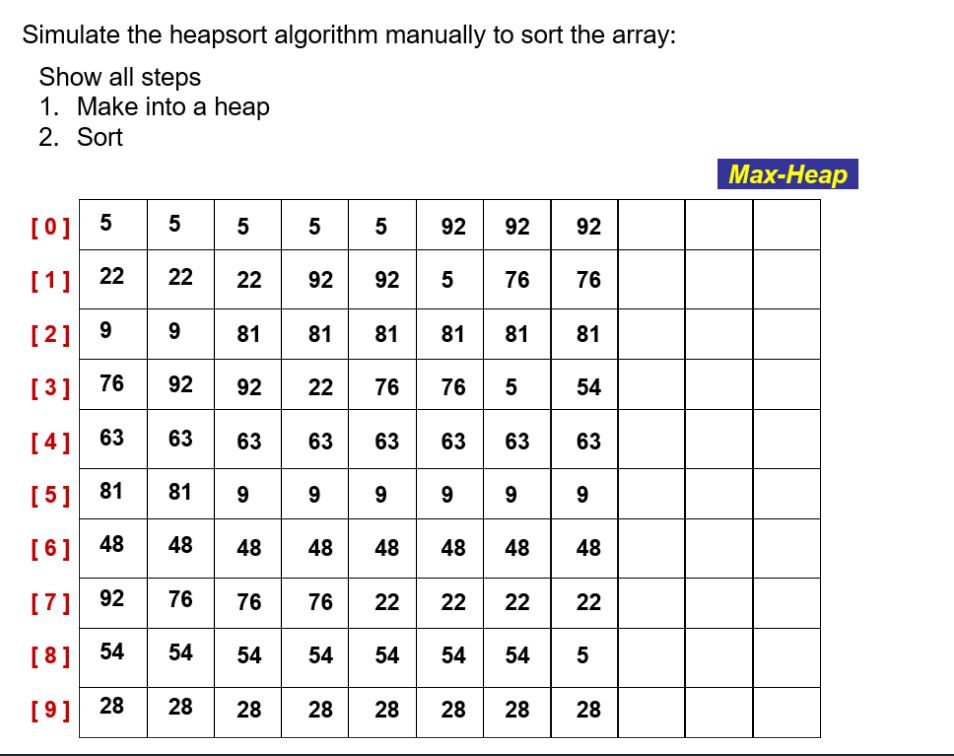 Simulate the heapsort algorithm manually to sort the array:
Show all steps
1. Make into a heap
2. Sort
Max-Heap
[ 0 ] 5 5 5 5 5 92 92 92
[ 1 ] 22 22 22 92 92 5 76 76
[ 2 ] 9 9 81 81 81 81 81 81
[ 3 ] 76 92 92 22 76 76 5 54
[ 4 ] 63 63 63 63 63 63 63 63
[ 5 ] 81 81 9 9 9 9 9 9
[ 6 ] 48 48 48 48 48 48 48 48
[ 7 ] 92 76 76 76 22 22 22 22
[ 8 ] 54 54 54 54 54 54 54 5
[ 9 ] 28 28 28 28 28 28 28 28